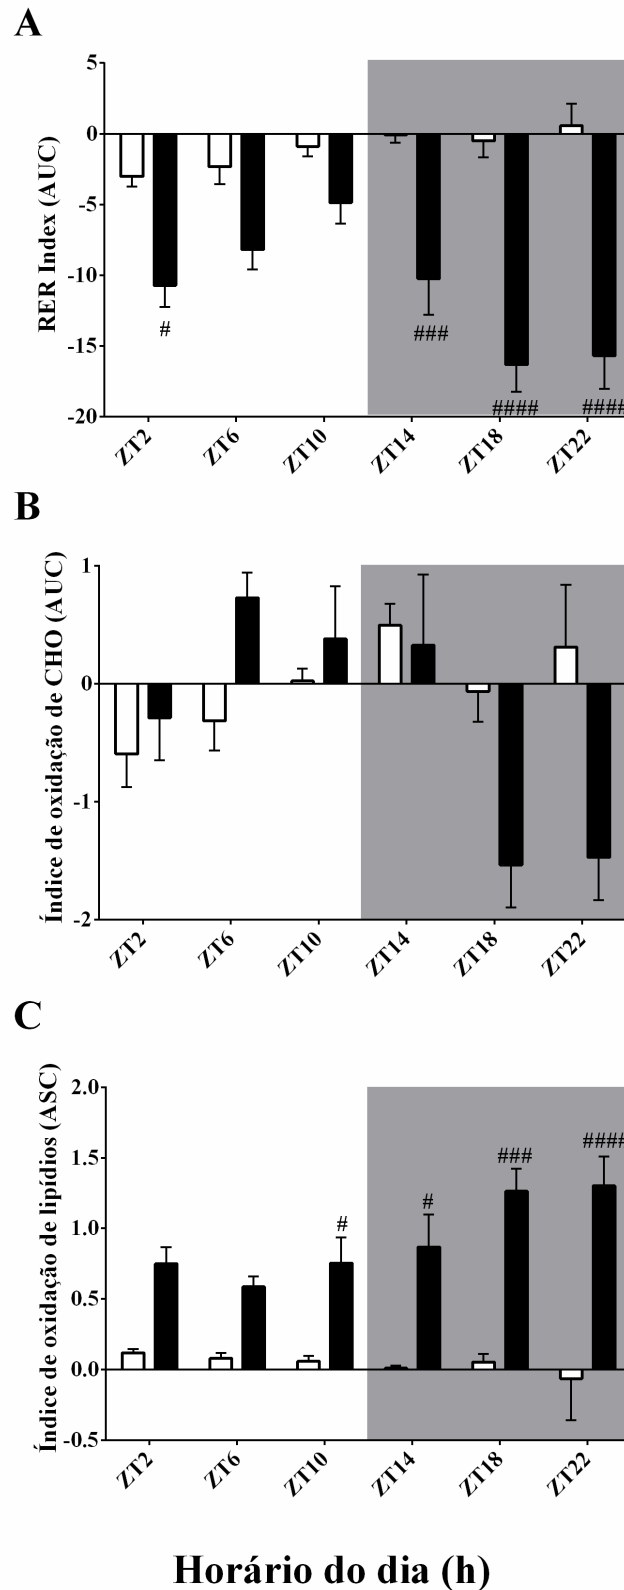 A
RER Index (AUC)
5
0
-5
-10
-15
-20
#
###
####
####
ZT2 ZT6 ZT10 ZT14 ZT18 ZT22
B
Índice de oxidação de CHO (AUC)
1
0
-1
-2
ZT2 ZT6 ZT10 ZT14 ZT18 ZT22
C
Índice de oxidação de lipídios (ASC)
2.0
1.5
1.0
0.5
0.0
-0.5
#
#
###
####
ZT2 ZT6 ZT10 ZT14 ZT18 ZT22
Horário do dia (h)